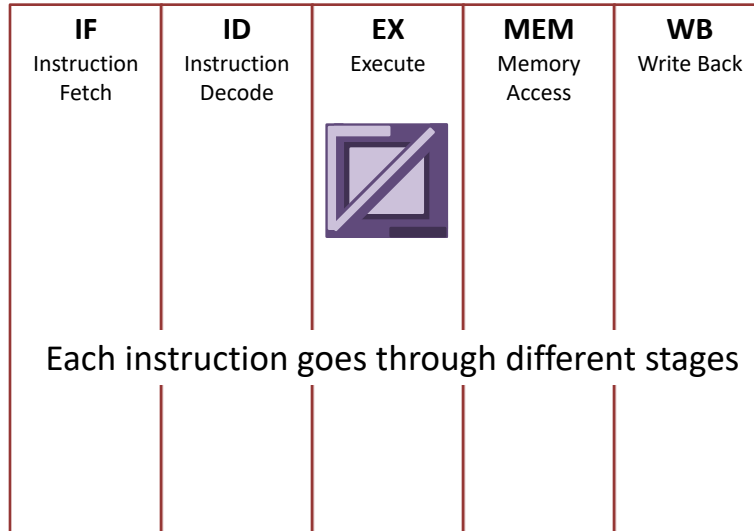 IF
Instruction
Fetch
ID
Instruction
Decode
EX
Execute
MEM
Memory
Access
WB
Write Back
Each instruction goes through different stages